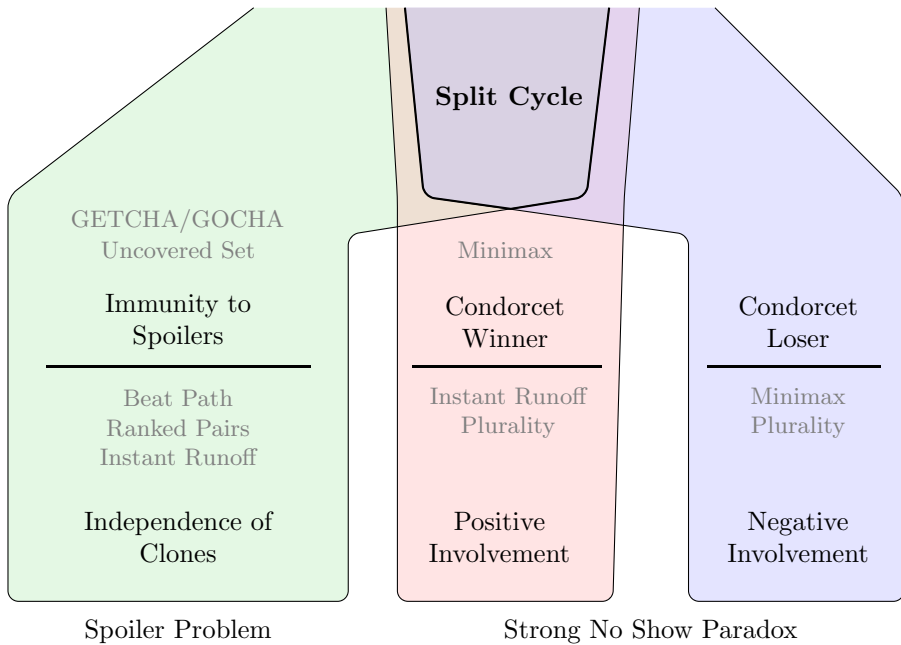 Split Cycle
GETCHA/GOCHA
Uncovered Set
Immunity to
Spoilers
Beat Path
Ranked Pairs
Instant Runoff
Independence of
Clones
Minimax
Condorcet
Winner
Instant Runoff
Plurality
Positive
Involvement
Condorcet
Loser
Minimax
Plurality
Negative
Involvement
Spoiler Problem
Strong No Show Paradox